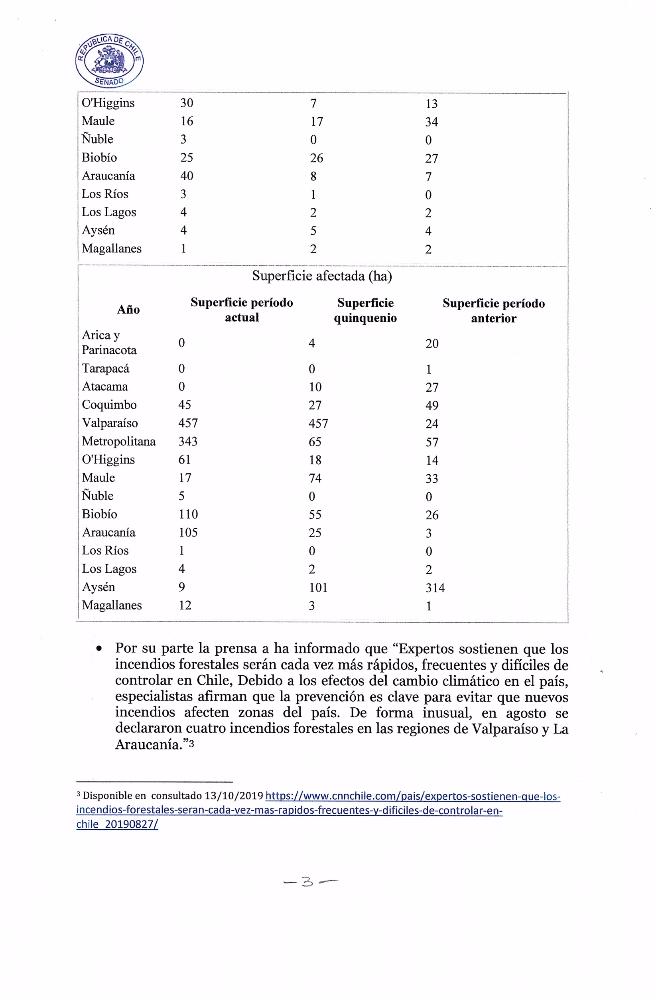 REPUBLICA DE CHILE
SENADO
O'Higgins 30 7 13
Maule 16 17 34
Ñuble 3 0 0
Biobío 25 26 27
Araucanía 40 8 7
Los Ríos 3 1 0
Los Lagos 4 2 2
Aysén 4 5 4
Magallanes 1 2 2
Superficie afectada (ha)
Año Superficie período actual Superficie quinquenio Superficie período anterior
Arica y Parinacota 0 4 20
Tarapacá 0 0 1
Atacama 0 10 27
Coquimbo 45 27 49
Valparaíso 457 457 24
Metropolitana 343 65 57
O'Higgins 61 18 14
Maule 17 74 33
Ñuble 5 0 0
Biobío 110 55 26
Araucanía 105 25 3
Los Ríos 1 0 0
Los Lagos 4 2 2
Aysén 9 101 314
Magallanes 12 3 1
• Por su parte la prensa a ha informado que “Expertos sostienen que los
incendios forestales serán cada vez más rápidos, frecuentes y difíciles de
controlar en Chile, Debido a los efectos del cambio climático en el país,
especialistas afirman que la prevención es clave para evitar que nuevos
incendios afecten zonas del país. De forma inusual, en agosto se
declararon cuatro incendios forestales en las regiones de Valparaíso y La
Araucanía.”3
3 Disponible en consultado 13/10/2019 https://www.cnnchile.com/pais/expertos-sostienen-que-los-
incendios-forestales-seran-cada-vez-mas-rapidos-frecuentes-y-dificiles-de-controlar-en-
chile_20190827/
—3—